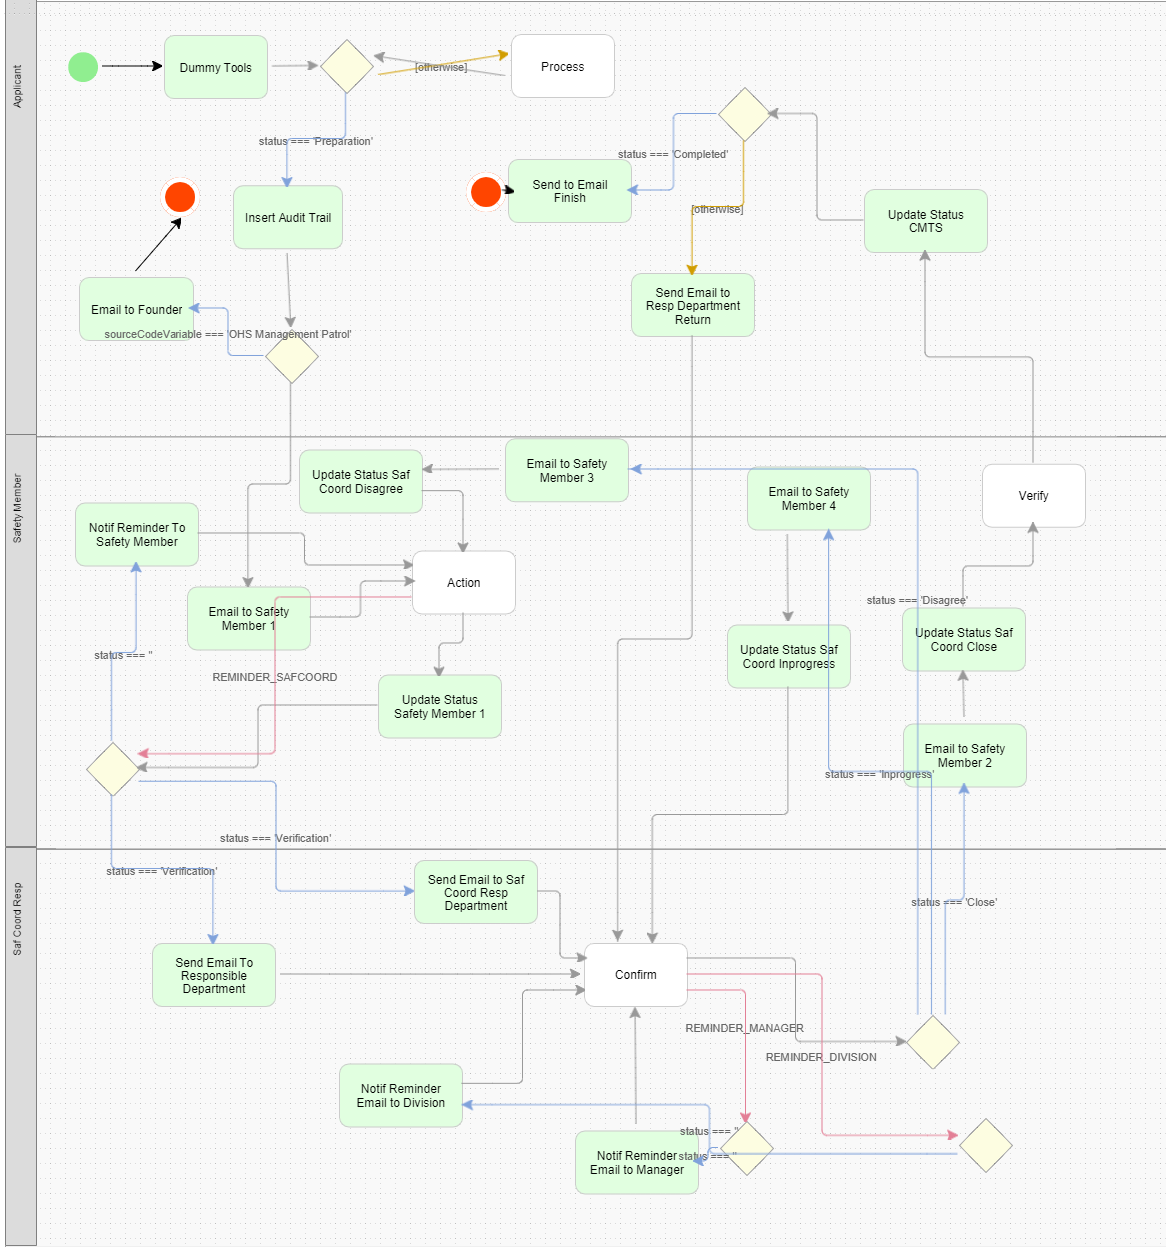 Applicant
Dummy Tools
[otherwise]
Process
status === 'Preparation'
status === 'Completed'
Send to Email
Finish
Insert Audit Trail
[otherwise]
Update Status
CMTS
Email to Founder
Send Email to
Resp Department
Return
sourceCodeVariable === 'OHS Management Patrol'
Safety Member
Update Status Saf
Coord Disagree
Email to Safety
Member 3
Email to Safety
Member 4
Verify
Notif Reminder To
Safety Member
Action
Email to Safety
Member 1
status === 'Disagree'
Update Status Saf
Coord Close
status === ''
Update Status Saf
Coord Inprogress
REMINDER_SAFCOORD
Update Status
Safety Member 1
Email to Safety
Member 2
status === 'Inprogress'
status === 'Verification'
Saf Coord Resp
status === 'Verification'
Send Email to Saf
Coord Resp
Department
status === 'Close'
Send Email To
Responsible
Department
Confirm
REMINDER_MANAGER
REMINDER_DIVISION
Notif Reminder
Email to Division
status === ''
Notif Reminder
Email to Manager
status === ''